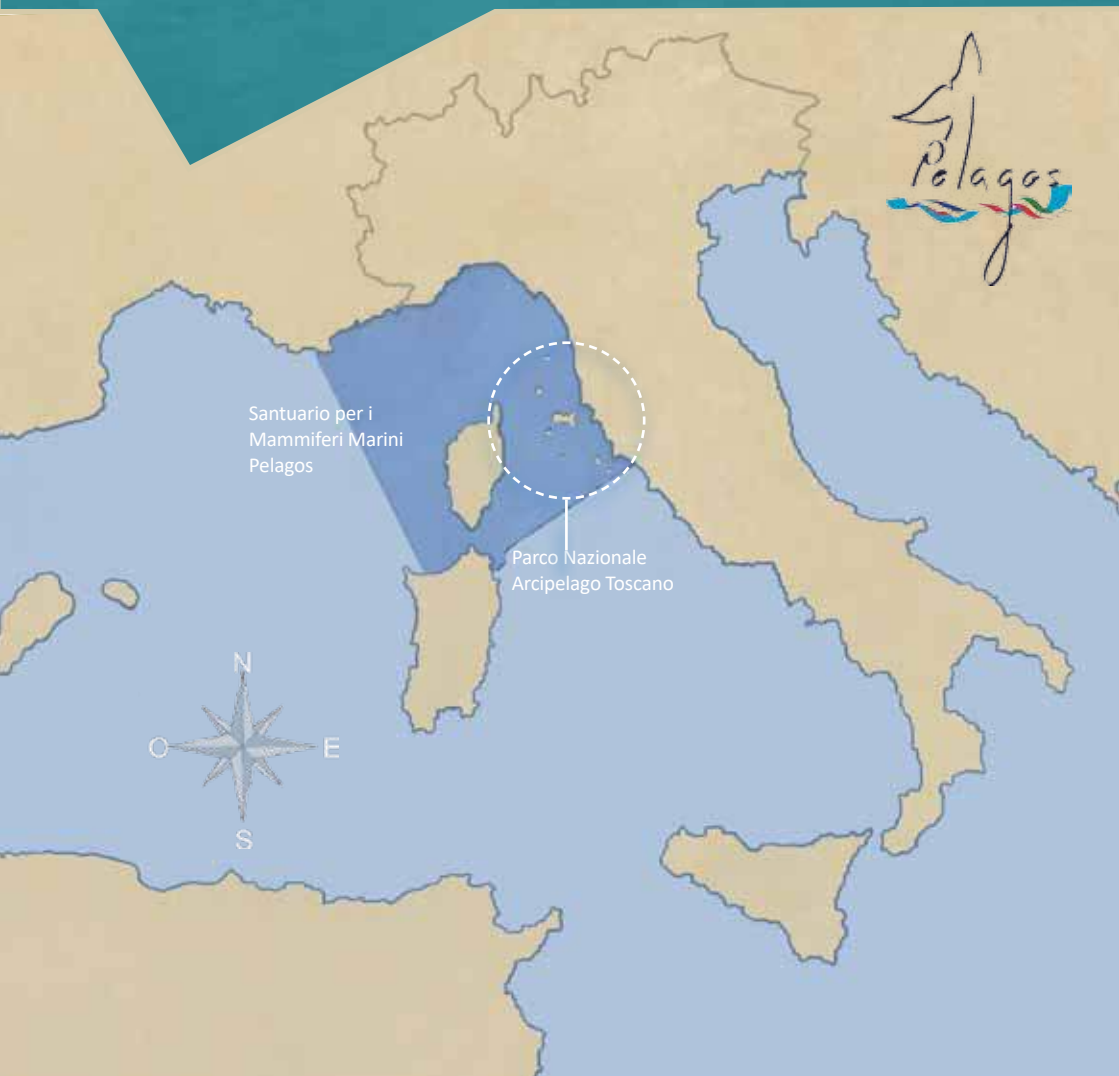 Pelagos
Santuario per i
Mammiferi Marini
Pelagos
Parco Nazionale
Arcipelago Toscano
N
O
E
S